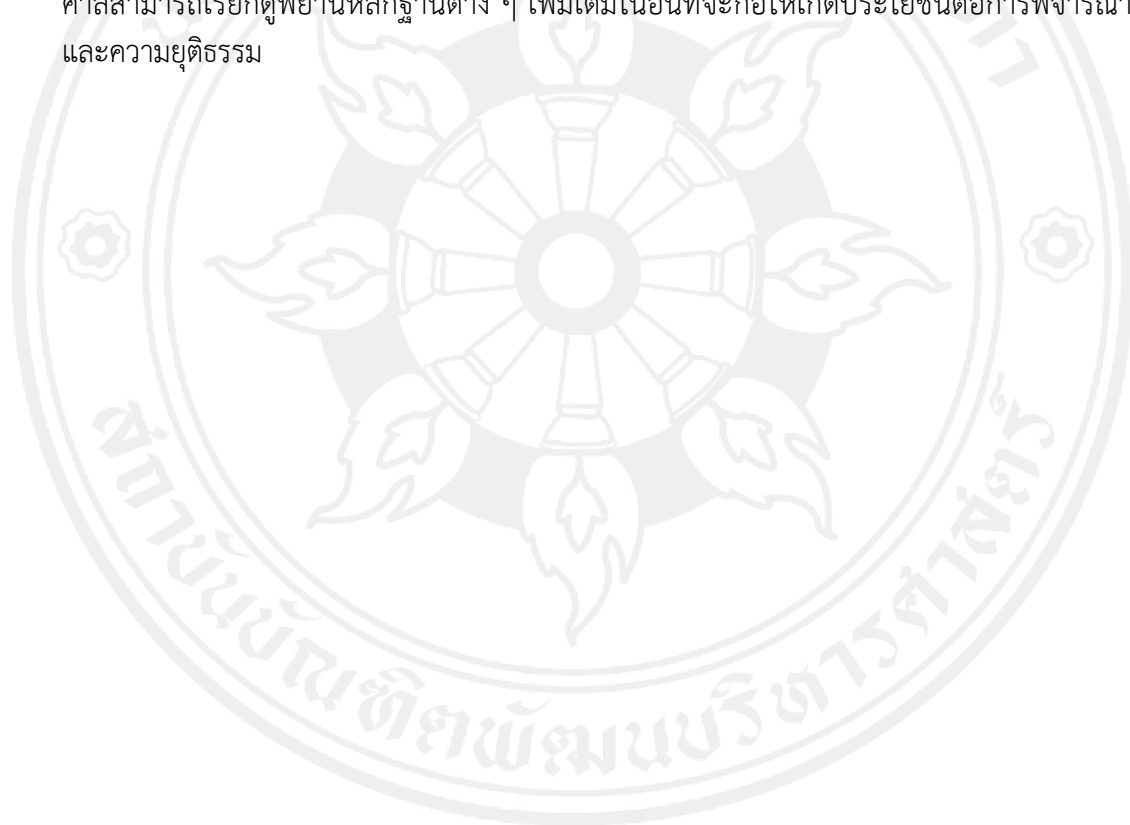 ศาลสามารถเรียกดูพยานหลักฐานต่าง ๆ เพิ่มเติมในอันที่จะก่อให้เกิดประโยชน์ต่อการพิจารณา
และความยุติธรรม
สถาบันบัณฑิตพัฒนบริหารศาสตร์